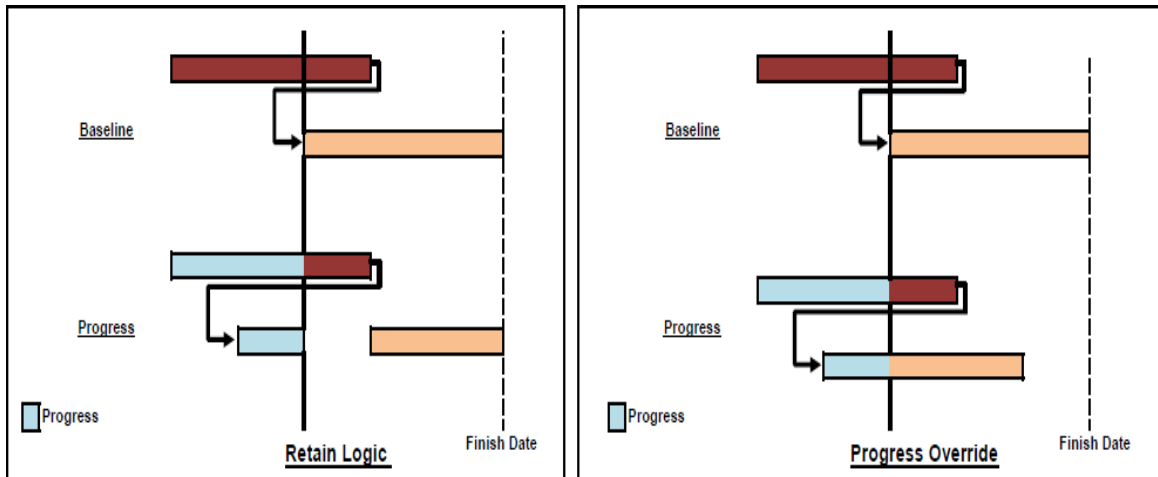 Baseline
Progress
Progress
Finish Date
Retain Logic
Baseline
Progress
Progress
Finish Date
Progress Override